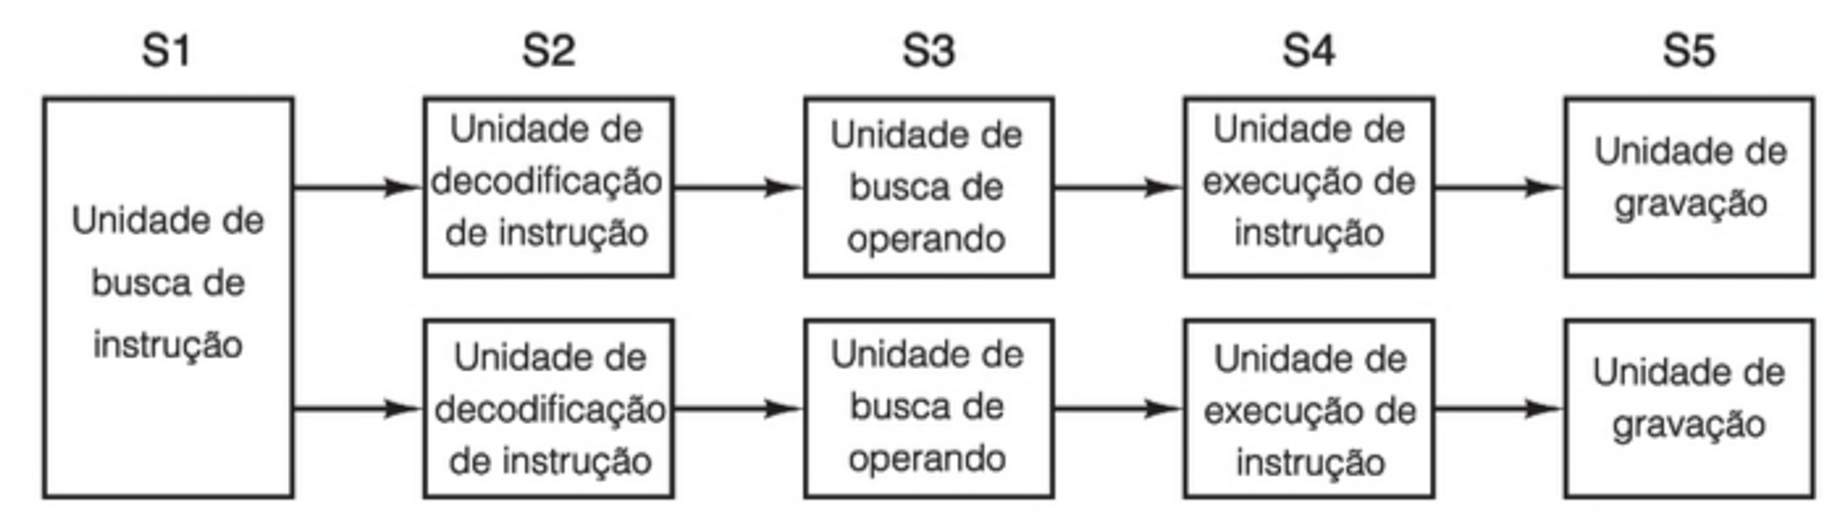 S1
S2
S3
S4
S5
Unidade de
busca de
instrução
Unidade de
decodificação
de instrução
Unidade de
busca de
operando
Unidade de
execução de
instrução
Unidade de
gravação
Unidade de
decodificação
de instrução
Unidade de
busca de
operando
Unidade de
execução de
instrução
Unidade de
gravação